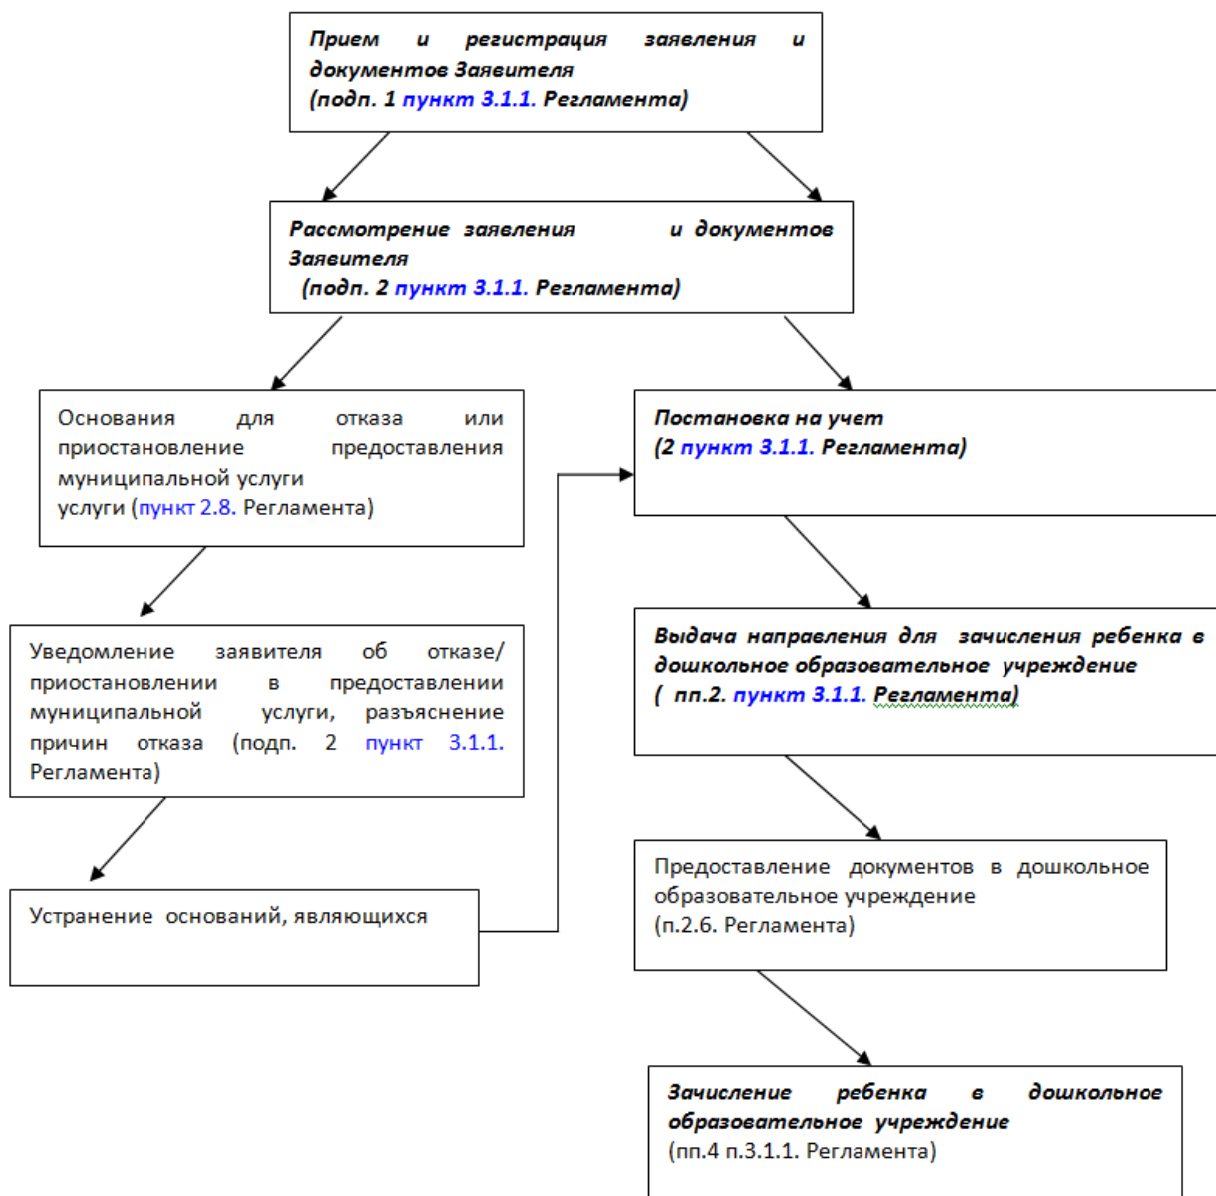 Прием и регистрация заявления и
документов Заявителя
(подп. 1 пункт 3.1.1. Регламента)
Рассмотрение заявления и документов
Заявителя
(подп. 2 пункт 3.1.1. Регламента)
Основания для отказа или
приостановление предоставления
муниципальной услуги
услуги (пункт 2.8. Регламента)
Уведомление заявителя об отказе/
приостановлении в предоставлении
муниципальной услуги, разъяснение
причин отказа (подп. 2 пункт 3.1.1.
Регламента)
Устранение оснований, являющихся
Постановка на учет
(2 пункт 3.1.1. Регламента)
Выдача направления для зачисления ребенка в
дошкольное образовательное учреждение
( пп.2. пункт 3.1.1. Регламента)
Предоставление документов в дошкольное
образовательное учреждение
(п.2.6. Регламента)
Зачисление ребенка в дошкольное
образовательное учреждение
(пп.4 п.3.1.1. Регламента)